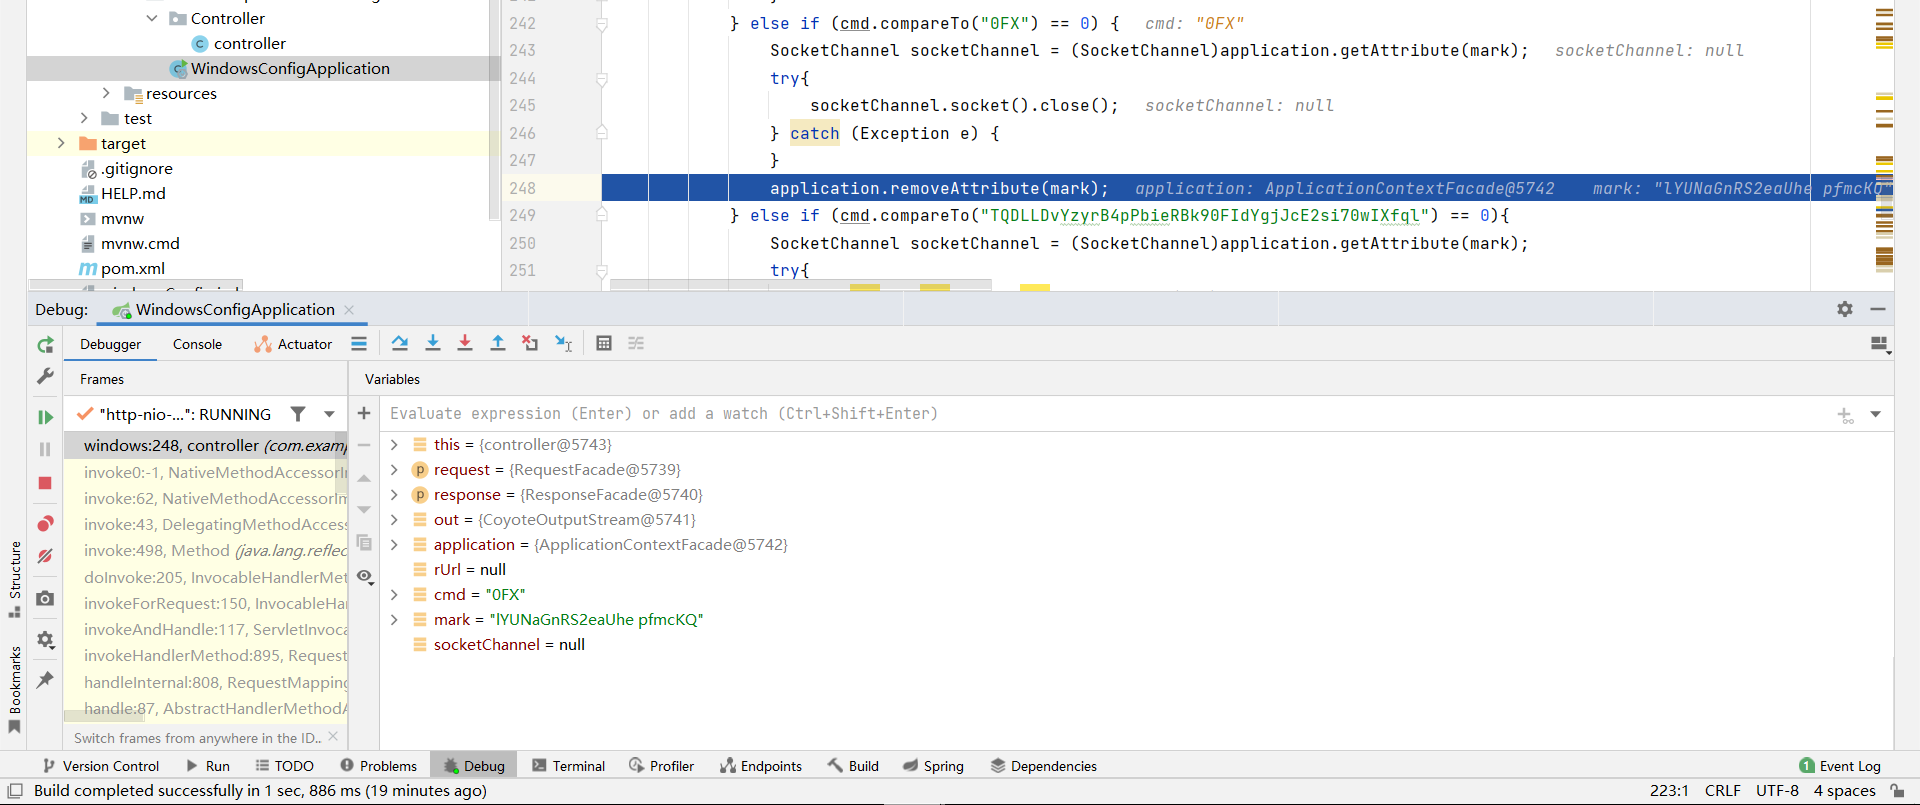 Controller
controller
WindowsConfigApplication
resources
test
target
.gitignore
HELP.md
mvnw
mvnw.cmd
pom.xml
242 } else if (cmd.compareTo("0FX") == 0) { cmd: "0FX"
243 SocketChannel socketChannel = (SocketChannel)application.getAttribute(mark); socketChannel: null
244 try{
245 socketChannel.socket().close(); socketChannel: null
246 } catch (Exception e) {
247 }
248 application.removeAttribute(mark); application: ApplicationContextFacade@5742 mark: "lYUNaGnRS2eaUhe pfmcKQ"
249 } else if (cmd.compareTo("TQDLLDvYzyrB4pPbieRBk90FIdYgjJcE2si70wIXfql") == 0){
250 SocketChannel socketChannel = (SocketChannel)application.getAttribute(mark);
251 try{
Debug: WindowsConfigApplication
Debugger Console Actuator
Frames
Variables
"http-nio-...": RUNNING
Evaluate expression (Enter) or add a watch (Ctrl+Shift+Enter)
windows:248, controller (com.examp
invoke0:-1, NativeMethodAccessorIm
invoke:62, NativeMethodAccessorIm
invoke:43, DelegatingMethodAccess
invoke:498, Method (java.lang.reflec
doInvoke:205, InvocableHandlerMet
invokeForRequest:150, InvocableHa
invokeAndHandle:117, ServletInvoca
invokeHandlerMethod:895, Request
handleInternal:808, RequestMapping
handle:87, AbstractHandlerMethodA
Switch frames from anywhere in the ID..
this = {controller@5743}
request = {RequestFacade@5739}
response = {ResponseFacade@5740}
out = {CoyoteOutputStream@5741}
application = {ApplicationContextFacade@5742}
rUrl = null
cmd = "0FX"
mark = "lYUNaGnRS2eaUhe pfmcKQ"
socketChannel = null
Structure
Bookmarks
Version Control Run TODO Problems Debug Terminal Profiler Endpoints Build Spring Dependencies 1 Event Log
Build completed successfully in 1 sec, 886 ms (19 minutes ago) 223:1 CRLF UTF-8 4 spaces